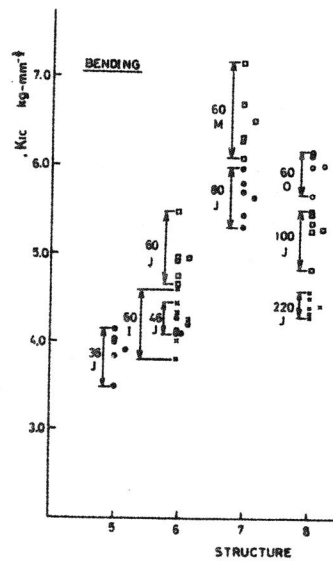 BENDING
, KIC kg-mm-3/2
7.0
6.0
5.0
4.0
3.0
60
M
80
J
60
O
100
J
220
J
60
J
60
I
46
J
36
J
5
6
7
8
STRUCTURE